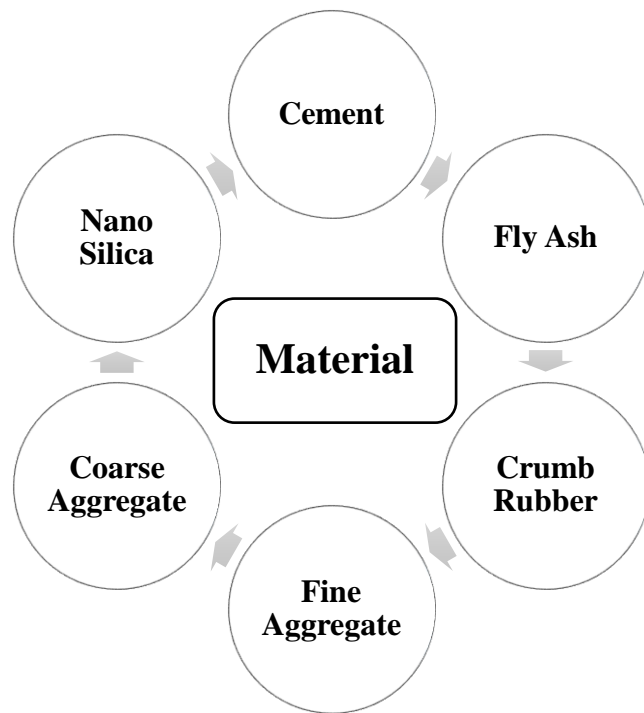 Cement
Nano
Silica
Fly Ash
Material
Coarse
Aggregate
Crumb
Rubber
Fine
Aggregate